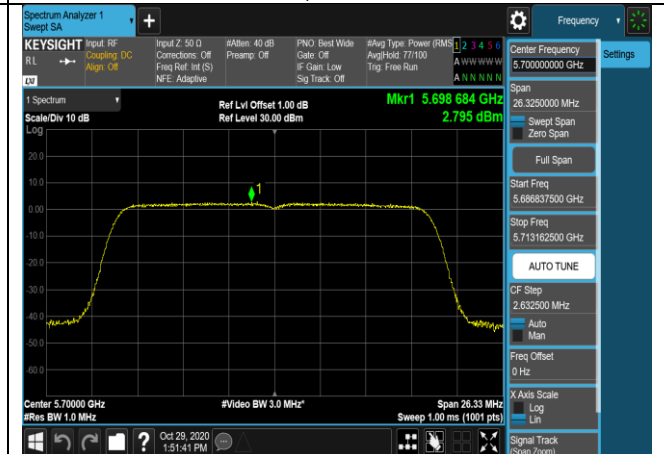 Spectrum Analyzer 1
Swept SA
+
Frequency
KEYSIGHT
RL
LXI
Input: RF
Coupling: DC
Align: Off
Input Z: 50 Ω
Corrections: Off
Freq Ref: Int (S)
NFE: Adaptive
#Atten: 40 dB
Preamp: Off
PNO: Best Wide
Gate: Off
IF Gain: Low
Sig Track: Off
#Avg Type: Power (RMS
Avg|Hold: 77/100
Trig: Free Run
1 2 3 4 5 6
A W W W W W
A N N N N N
1 Spectrum
Scale/Div 10 dB
Log
Ref Lvl Offset 1.00 dB
Ref Level 30.00 dBm
Mkr1 5.698 684 GHz
2.795 dBm
20.0
10.0
0.00
-10.0
-20.0
-30.0
-40.0
-50.0
-60.0
1
Center 5.70000 GHz
#Res BW 1.0 MHz
#Video BW 3.0 MHz*
Span 26.33 MHz
Sweep 1.00 ms (1001 pts)
?
Oct 29, 2020
1:51:41 PM
Center Frequency
5.700000000 GHz
Settings
Span
26.3250000 MHz
Swept Span
Zero Span
Full Span
Start Freq
5.686837500 GHz
Stop Freq
5.713162500 GHz
AUTO TUNE
CF Step
2.632500 MHz
Auto
Man
Freq Offset
0 Hz
X Axis Scale
Log
Lin
Signal Track
(Span Zoom)